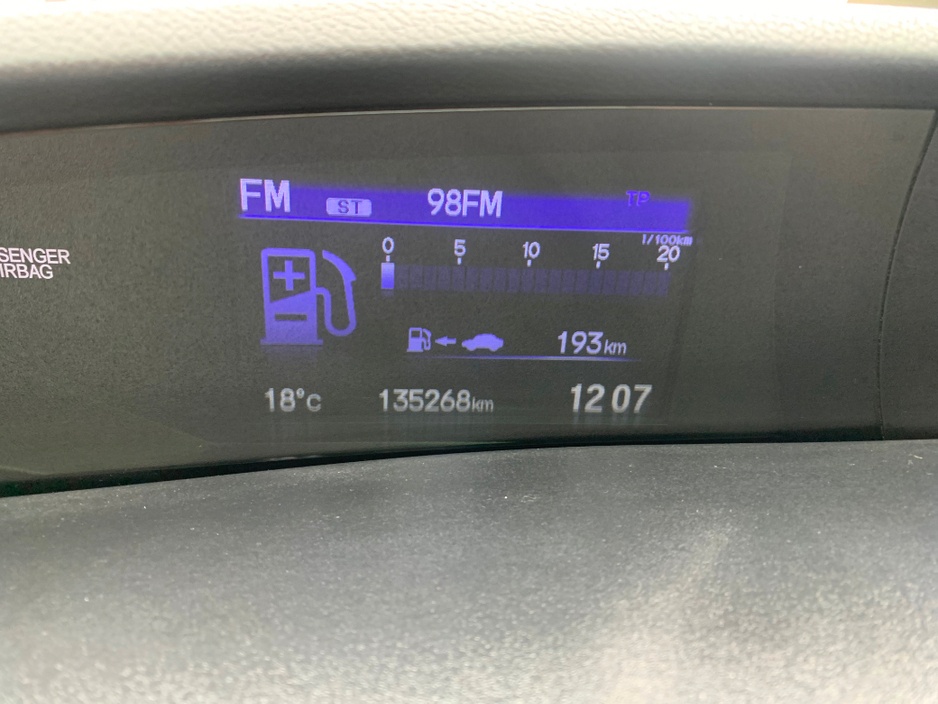 FM ST 98FM TP
l/100km
0 5 10 15 20
SENGER
IRBAG
193km
18°C 135268km 12 07